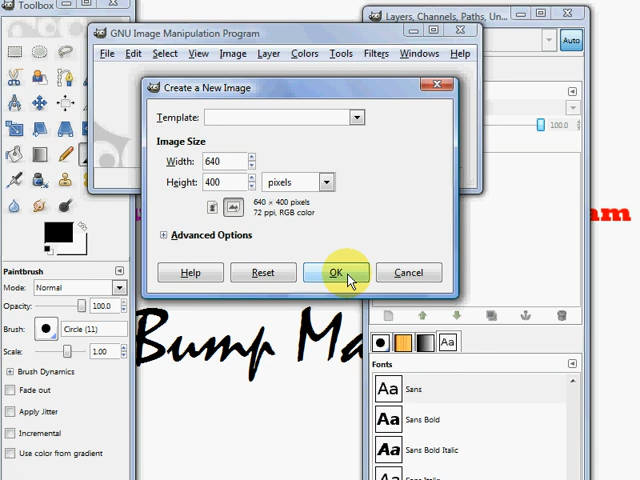 Toolbox
GNU Image Manipulation Program
File Edit Select View Image Layer Colors Tools Filters Windows Help
Layers, Channels, Paths, Un...
Auto
100.0
Create a New Image
Template:
Image Size
Width: 640
Height: 400 pixels
640 × 400 pixels
72 ppi, RGB color
Advanced Options
Help Reset OK Cancel
am
Bump Ma
Paintbrush
Mode: Normal
Opacity: 100.0
Brush: Circle (11)
Scale: 1.00
Brush Dynamics
Fade out
Apply Jitter
Incremental
Use color from gradient
Aa
Fonts
Aa Sans
Aa Sans Bold
Aa Sans Bold Italic
Aa